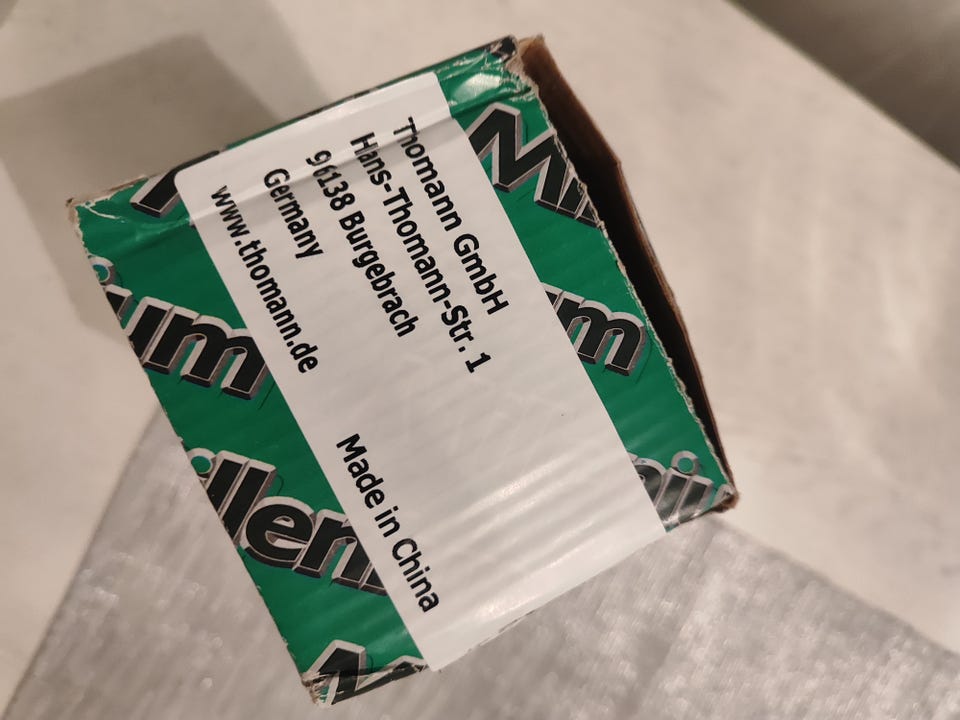 Thomann GmbH
Hans-Thomann-Str. 1
96138 Burgebrach
Germany
www.thomann.de
Made in China